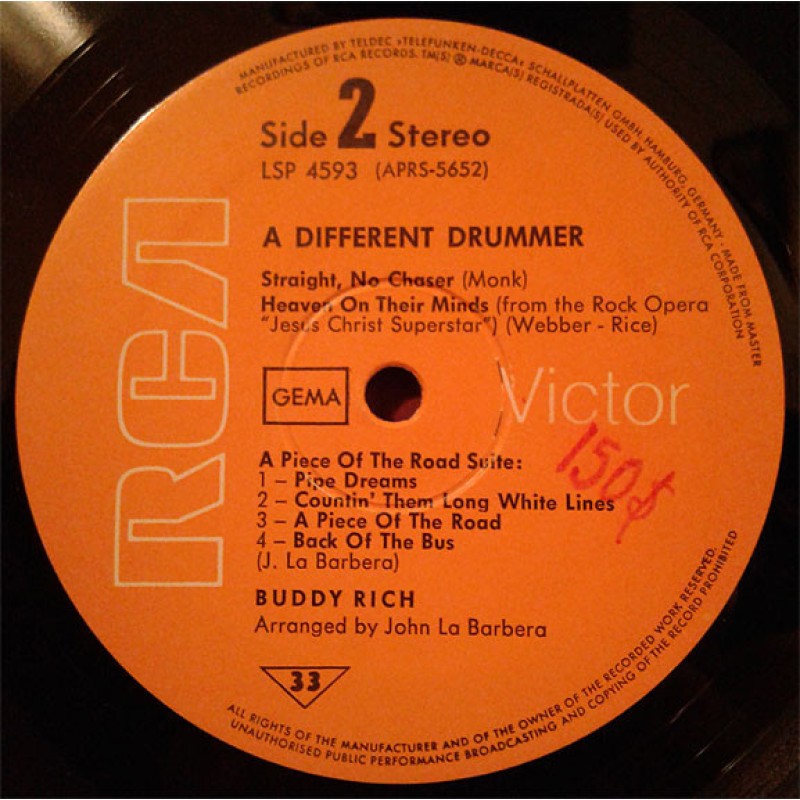 MANUFACTURED BY TELDEC »TELEFUNKEN-DECCA« SCHALLPLATTEN GMBH, HAMBURG, GERMANY · MADE FROM MASTER
RECORDINGS OF RCA RECORDS. TM(S) ® MARCA(S) REGISTRADA(S) USED BY AUTHORITY OF RCA CORPORATION
Side 2 Stereo
LSP 4593 (APRS-5652)
RCA
A DIFFERENT DRUMMER
Straight, No Chaser (Monk)
Heaven On Their Minds (from the Rock Opera
"Jesus Christ Superstar") (Webber - Rice)
GEMA
Victor
150$
A Piece Of The Road Suite:
1 – Pipe Dreams
2 – Countin' Them Long White Lines
3 – A Piece Of The Road
4 – Back Of The Bus
(J. La Barbera)
BUDDY RICH
Arranged by John La Barbera
33
ALL RIGHTS OF THE MANUFACTURER AND OF THE OWNER OF THE RECORDED WORK RESERVED.
UNAUTHORISED PUBLIC PERFORMANCE BROADCASTING AND COPYING OF THE RECORD PROHIBITED